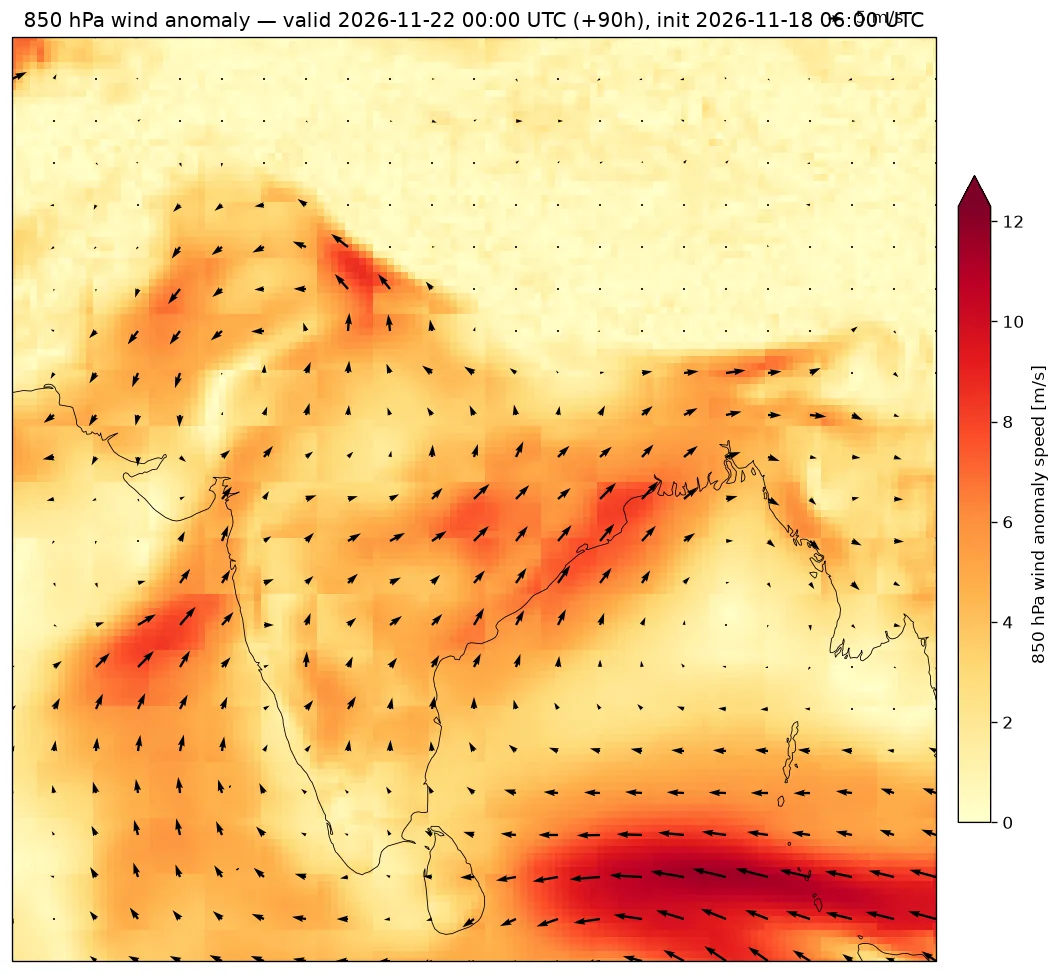 850 hPa wind anomaly — valid 2026-11-22 00:00 UTC (+90h), init 2026-11-18 06:00 UTC
5 m/s
12
10
8
6
4
2
0
850 hPa wind anomaly speed [m/s]